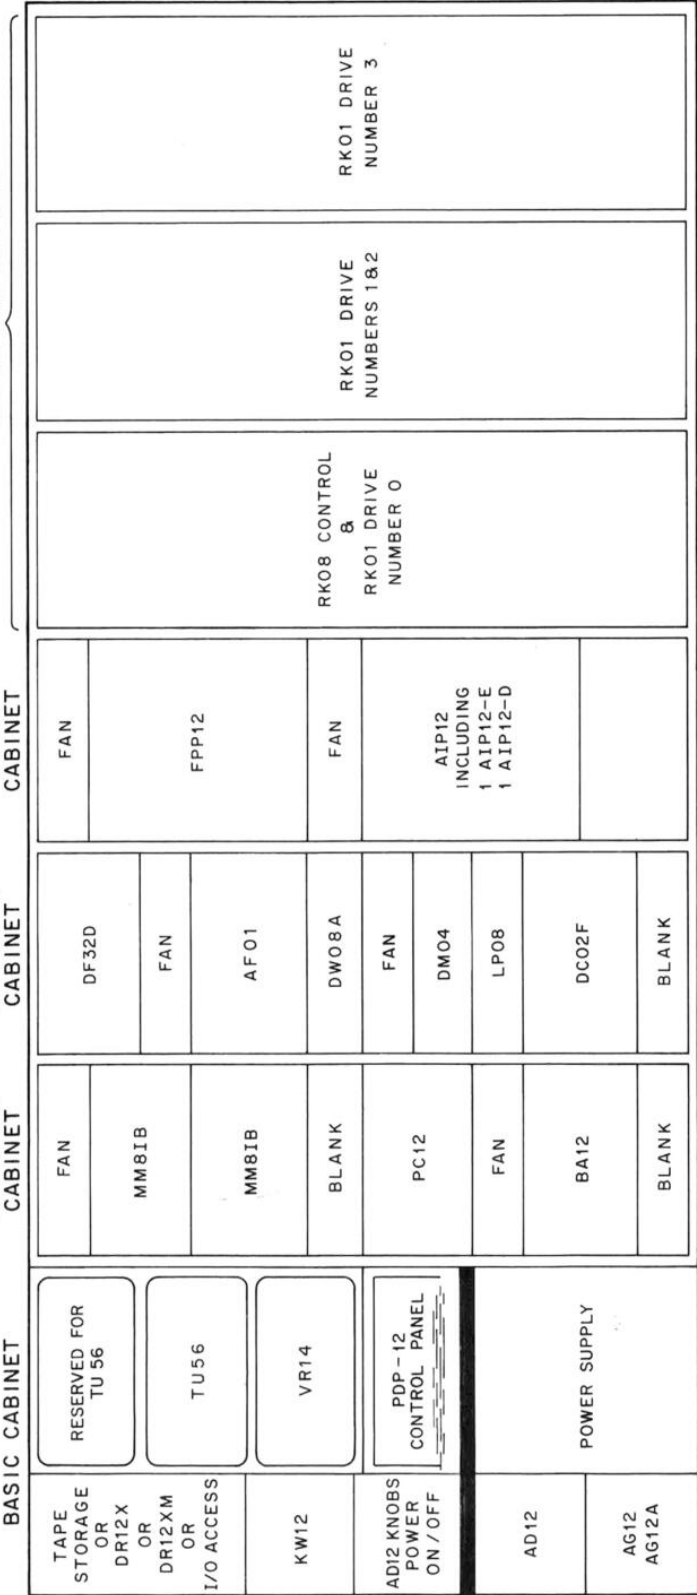 BASIC CABINET
CABINET
CABINET
CABINET
TAPE
STORAGE
OR
DR12X
OR
DR12XM
OR
I/O ACCESS
KW12
AD12 KNOBS
POWER
ON/OFF
AD12
AG12
AG12A
RESERVED FOR
TU 56
TU56
VR14
PDP-12
CONTROL PANEL
POWER SUPPLY
FAN
MM8IB
MM8IB
BLANK
PC12
FAN
BA12
BLANK
DF32D
FAN
AF01
DW08A
FAN
DM04
LP08
DC02F
BLANK
FAN
FPP12
FAN
AIP12
INCLUDING
1 AIP12-E
1 AIP12-D
RK08 CONTROL
&
RK01 DRIVE
NUMBER 0
RK01 DRIVE
NUMBERS 1&2
RK01 DRIVE
NUMBER 3